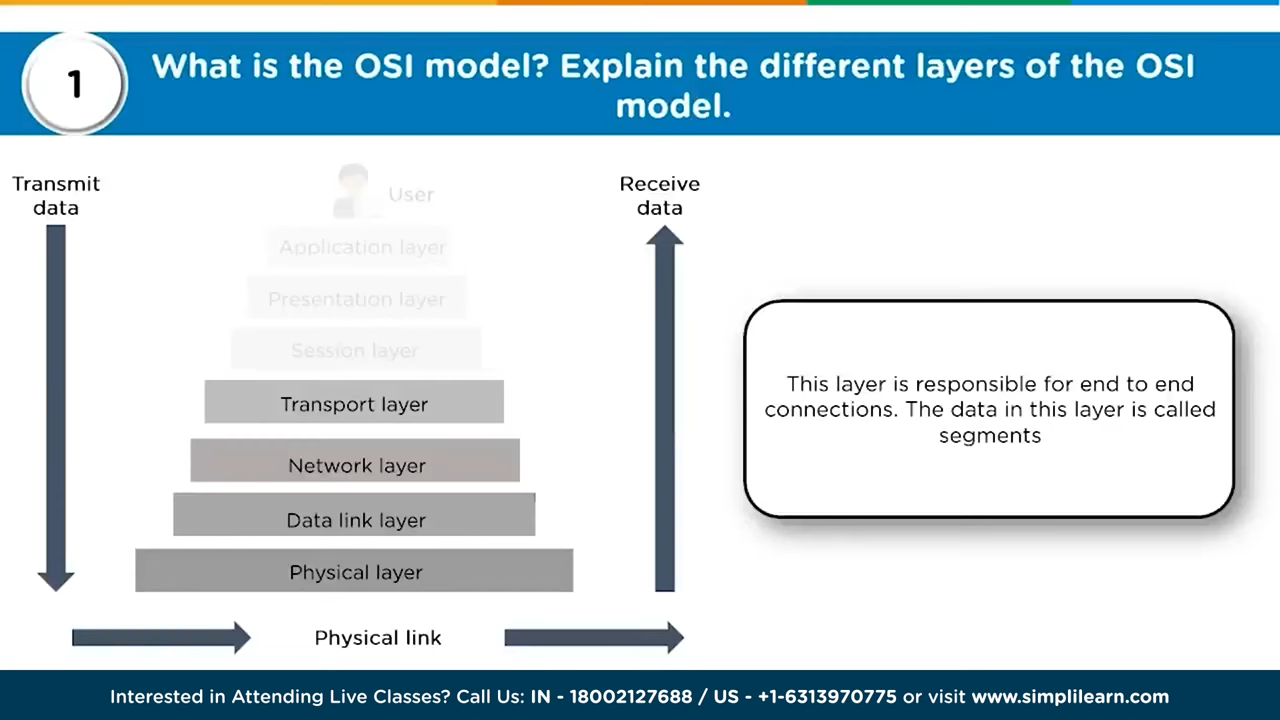 1
What is the OSI model? Explain the different layers of the OSI
model.
Transmit
data
User
Application layer
Presentation layer
Session layer
Transport layer
Network layer
Data link layer
Physical layer
Physical link
Receive
data
This layer is responsible for end to end
connections. The data in this layer is called
segments
Interested in Attending Live Classes? Call Us: IN - 18002127688 / US - +1-6313970775 or visit www.simplilearn.com